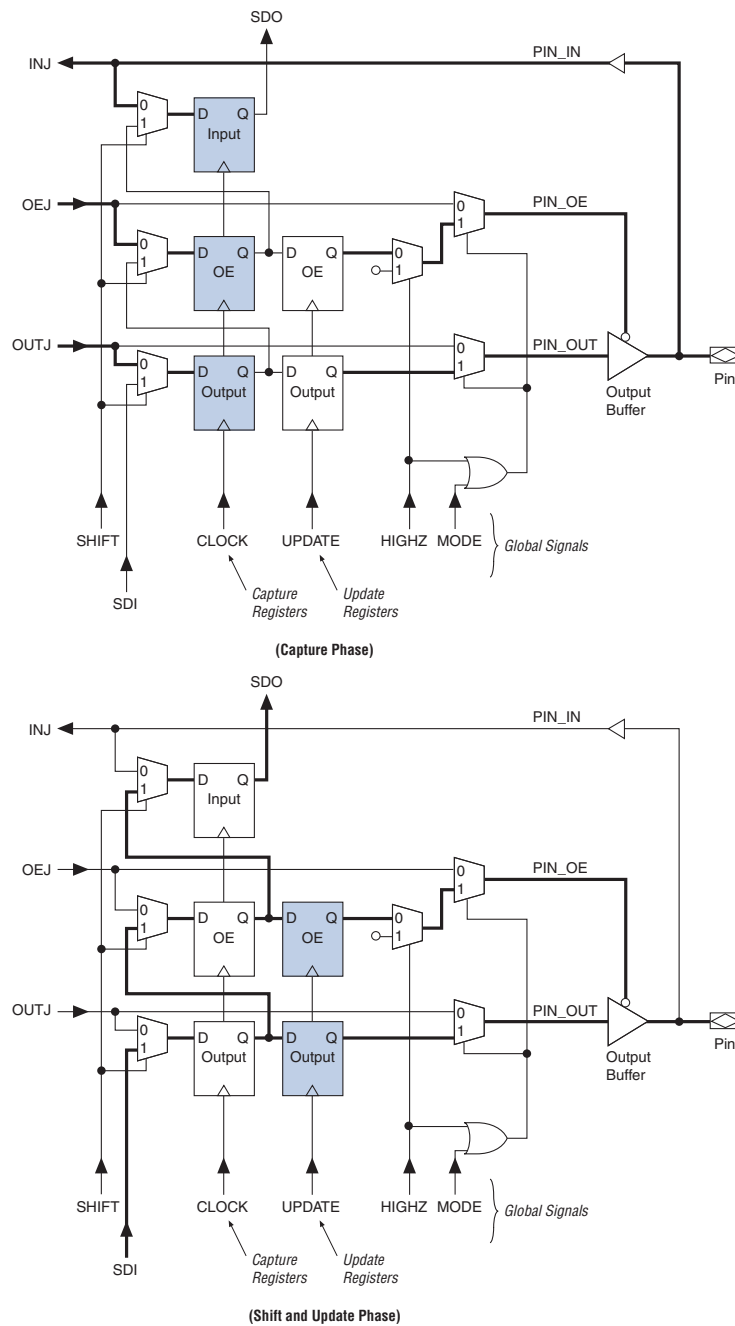 SDO
INJ
PIN_IN
0
1
D Q
Input
OEJ
0
1
PIN_OE
0
1
D Q
OE
D Q
OE
0
1
OUTJ
0
1
PIN_OUT
0
1
D Q
Output
D Q
Output
Pin
Output
Buffer
SHIFT
CLOCK
UPDATE
HIGHZ
MODE
Global Signals
SDI
Capture
Registers
Update
Registers
(Capture Phase)
SDO
INJ
PIN_IN
0
1
D Q
Input
OEJ
0
1
PIN_OE
0
1
D Q
OE
D Q
OE
0
1
OUTJ
0
1
PIN_OUT
0
1
D Q
Output
D Q
Output
Pin
Output
Buffer
SHIFT
CLOCK
UPDATE
HIGHZ
MODE
Global Signals
SDI
Capture
Registers
Update
Registers
(Shift and Update Phase)